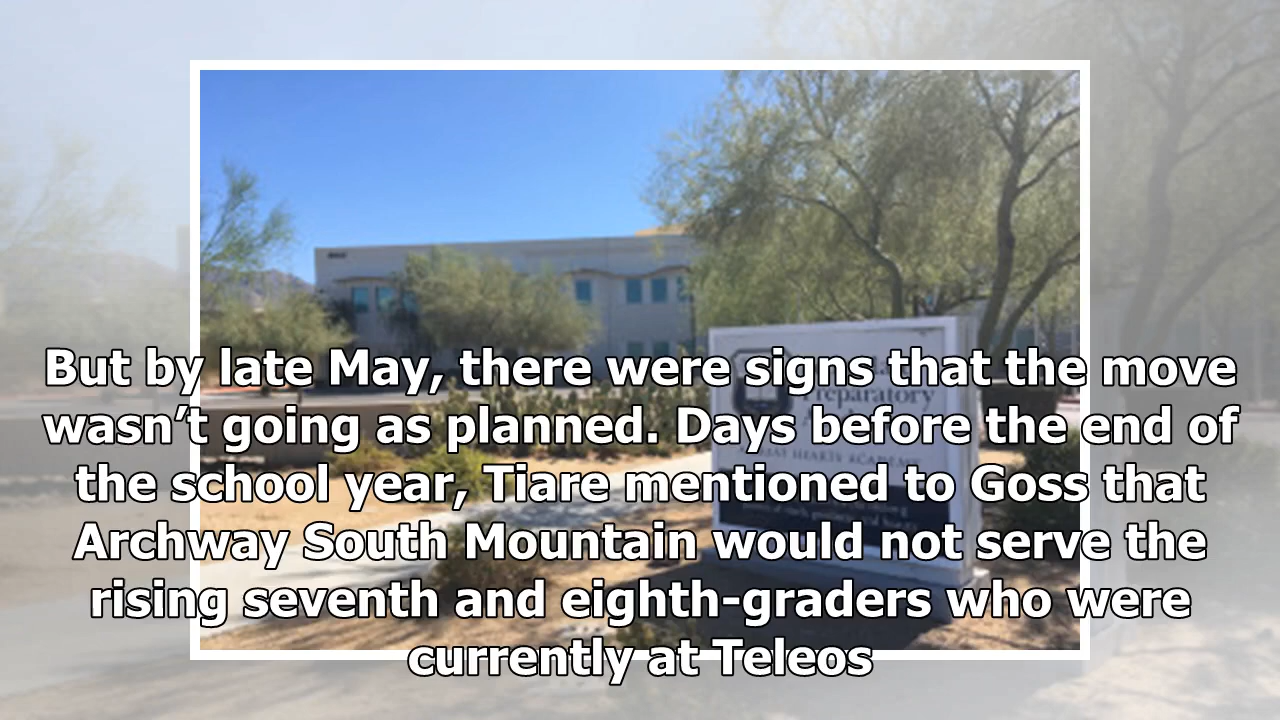 But by late May, there were signs that the move
wasn’t going as planned. Days before the end of
the school year, Tiare mentioned to Goss that
Archway South Mountain would not serve the
rising seventh and eighth-graders who were
currently at Teleos
Preparatory